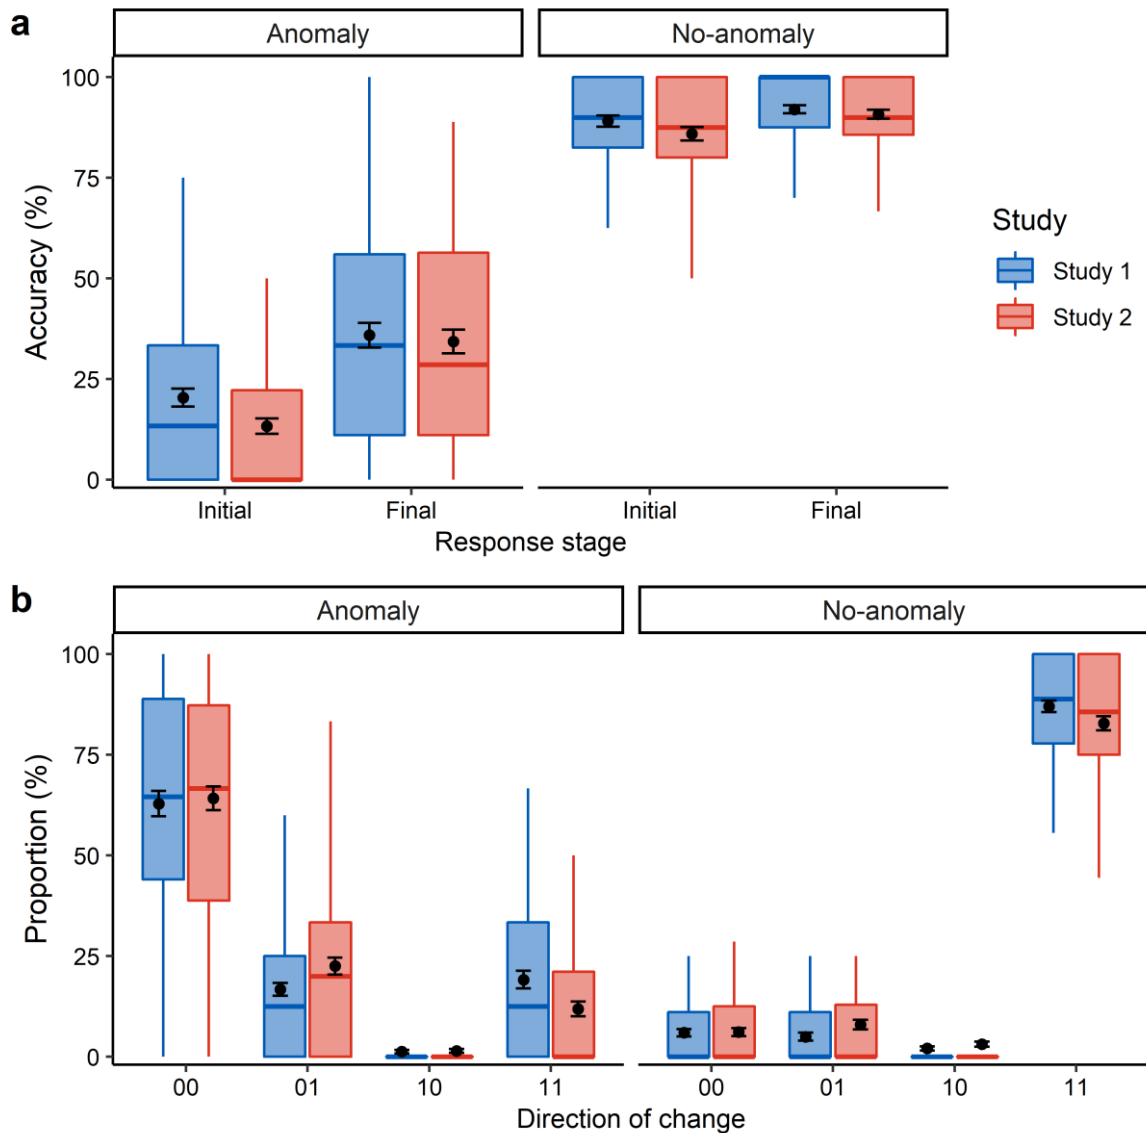 a
Anomaly
No-anomaly
Accuracy (%)
100
75
50
25
0
Initial
Final
Initial
Final
Response stage
Study
Study 1
Study 2
b
Anomaly
No-anomaly
Proportion (%)
100
75
50
25
0
00
01
10
11
00
01
10
11
Direction of change